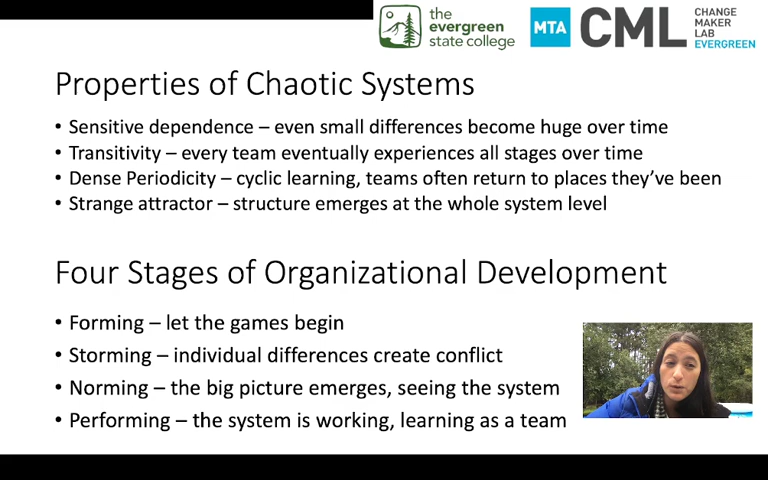 the
evergreen
state college
MTA
CML
CHANGE
MAKER
LAB
EVERGREEN
Properties of Chaotic Systems
• Sensitive dependence – even small differences become huge over time
• Transitivity – every team eventually experiences all stages over time
• Dense Periodicity – cyclic learning, teams often return to places they've been
• Strange attractor – structure emerges at the whole system level
Four Stages of Organizational Development
• Forming – let the games begin
• Storming – individual differences create conflict
• Norming – the big picture emerges, seeing the system
• Performing – the system is working, learning as a team